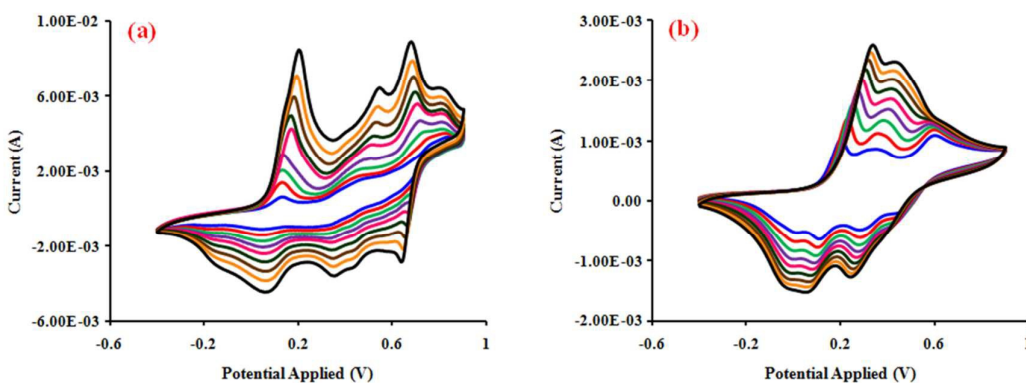 (a)
1.00E-02
6.00E-03
2.00E-03
-2.00E-03
-6.00E-03
Current (A)
-0.6 -0.2 0.2 0.6 1
Potential Applied (V)
(b)
3.00E-03
2.00E-03
1.00E-03
0.00
-1.00E-03
-2.00E-03
Current (A)
-0.6 -0.2 0.2 0.6 1
Potential Applied (V)